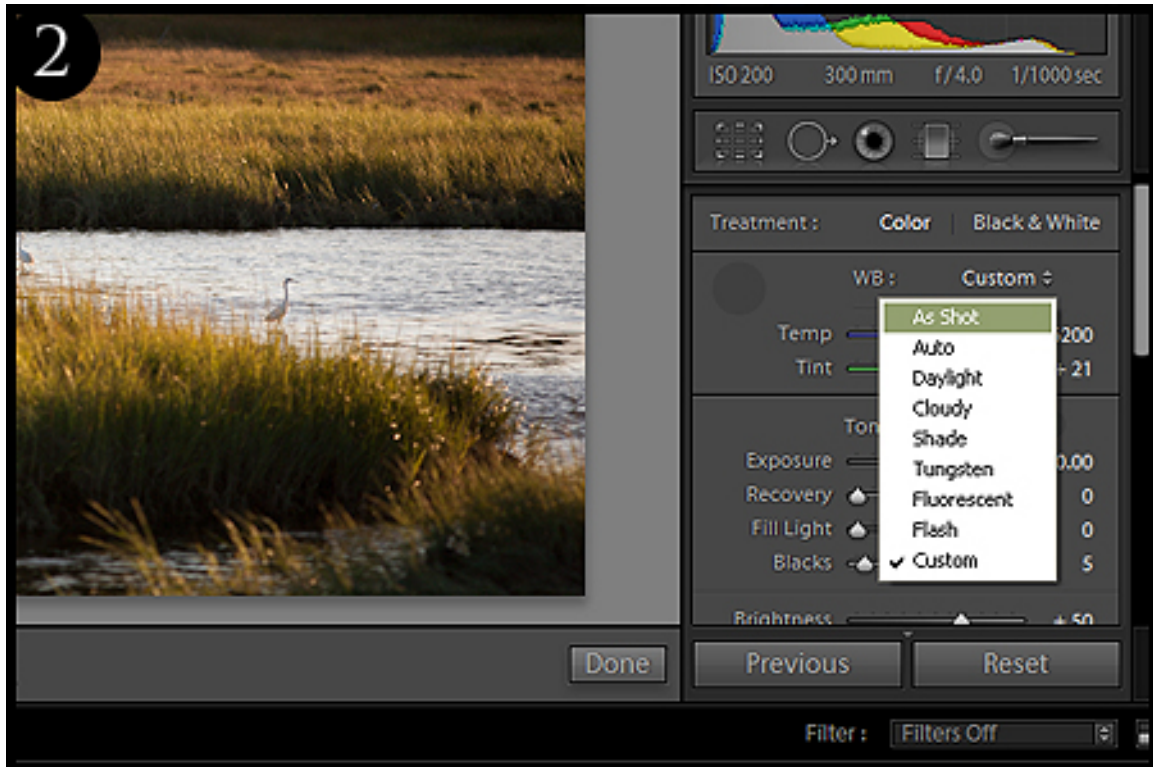 2
ISO 200 300 mm f / 4.0 1/1000 sec
Treatment : Color Black & White
WB : Custom
As Shot
Temp 200
Auto
Tint + 21
Daylight
Cloudy
Shade
Exposure 0.00
Tungsten
Recovery 0
Fluorescent
Fill Light 0
Flash
Blacks 5
Custom
Brightness + 50
Done Previous Reset
Filter : Filters Off